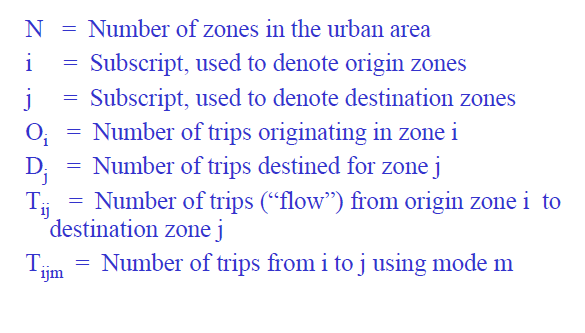 N = Number of zones in the urban area
i = Subscript, used to denote origin zones
j = Subscript, used to denote destination zones
Oi = Number of trips originating in zone i
Dj = Number of trips destined for zone j
Tij = Number of trips (“flow”) from origin zone i to
destination zone j
Tijm = Number of trips from i to j using mode m